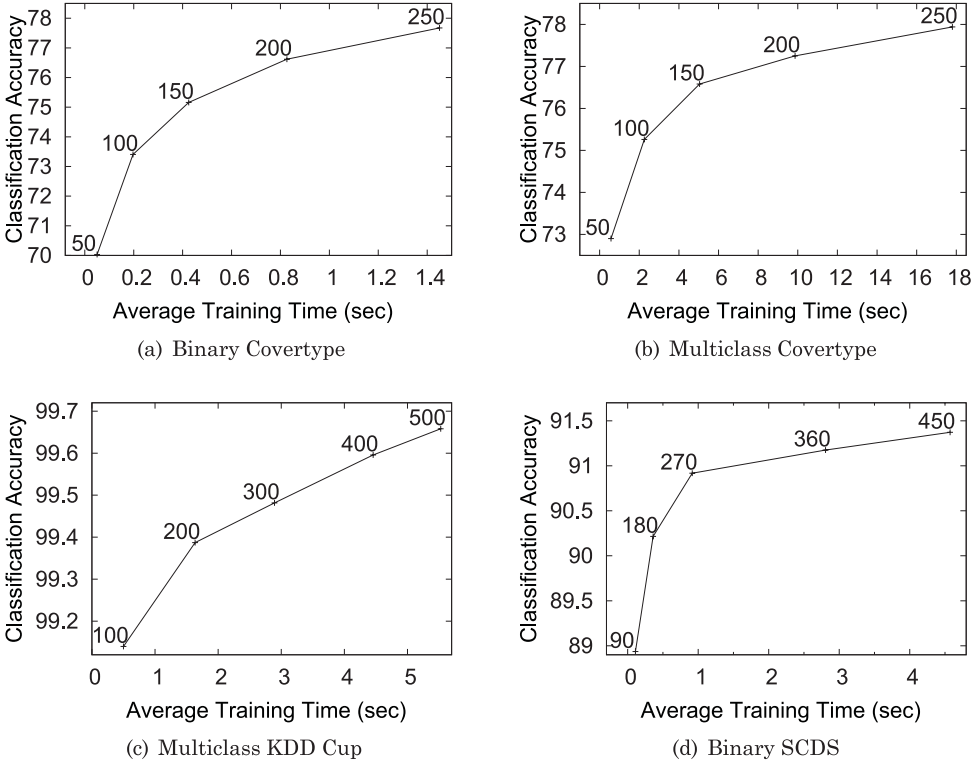 Classification Accuracy
78
77
76
75
74
73
72
71
70
50
100
150
200
250
0 0.2 0.4 0.6 0.8 1 1.2 1.4
Average Training Time (sec)
(a) Binary Covertype
Classification Accuracy
78
77
76
75
74
73
50
100
150
200
250
0 2 4 6 8 10 12 14 16 18
Average Training Time (sec)
(b) Multiclass Covertype
Classification Accuracy
99.7
99.6
99.5
99.4
99.3
99.2
100
200
300
400
500
0 1 2 3 4 5
Average Training Time (sec)
(c) Multiclass KDD Cup
Classification Accuracy
91.5
91
90.5
90
89.5
89
90
180
270
360
450
0 1 2 3 4
Average Training Time (sec)
(d) Binary SCDS